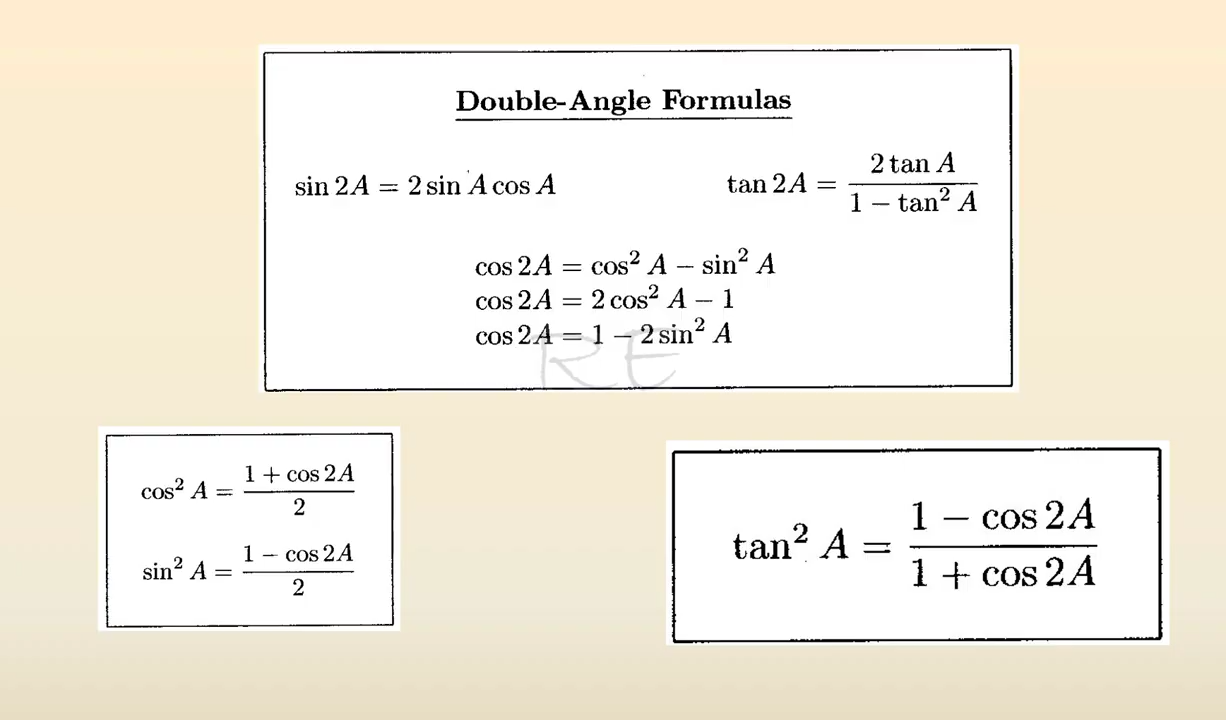 Double-Angle Formulas
sin 2A = 2 sin A cos A
tan 2A = 2 tan A / (1 − tan² A)
cos 2A = cos² A − sin² A
cos 2A = 2 cos² A − 1
cos 2A = 1 − 2 sin² A
RE
cos² A = (1 + cos 2A) / 2
sin² A = (1 − cos 2A) / 2
tan² A = (1 − cos 2A) / (1 + cos 2A)